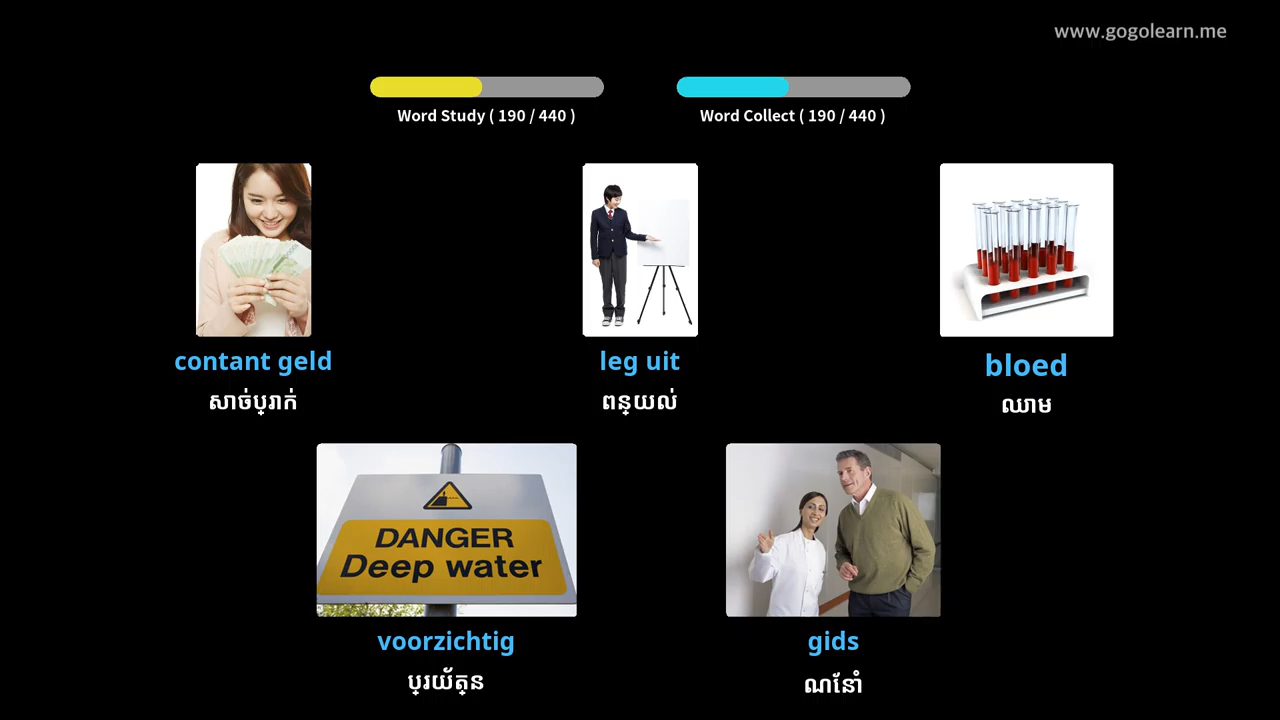 www.gogolearn.me
Word Study ( 190 / 440 )
Word Collect ( 190 / 440 )
contant geld
សាច់ប្រាក់
leg uit
ពន្យល់
bloed
ឈាម
DANGER
Deep water
voorzichtig
ប្រយ័ត្ន
gids
ណែនាំ